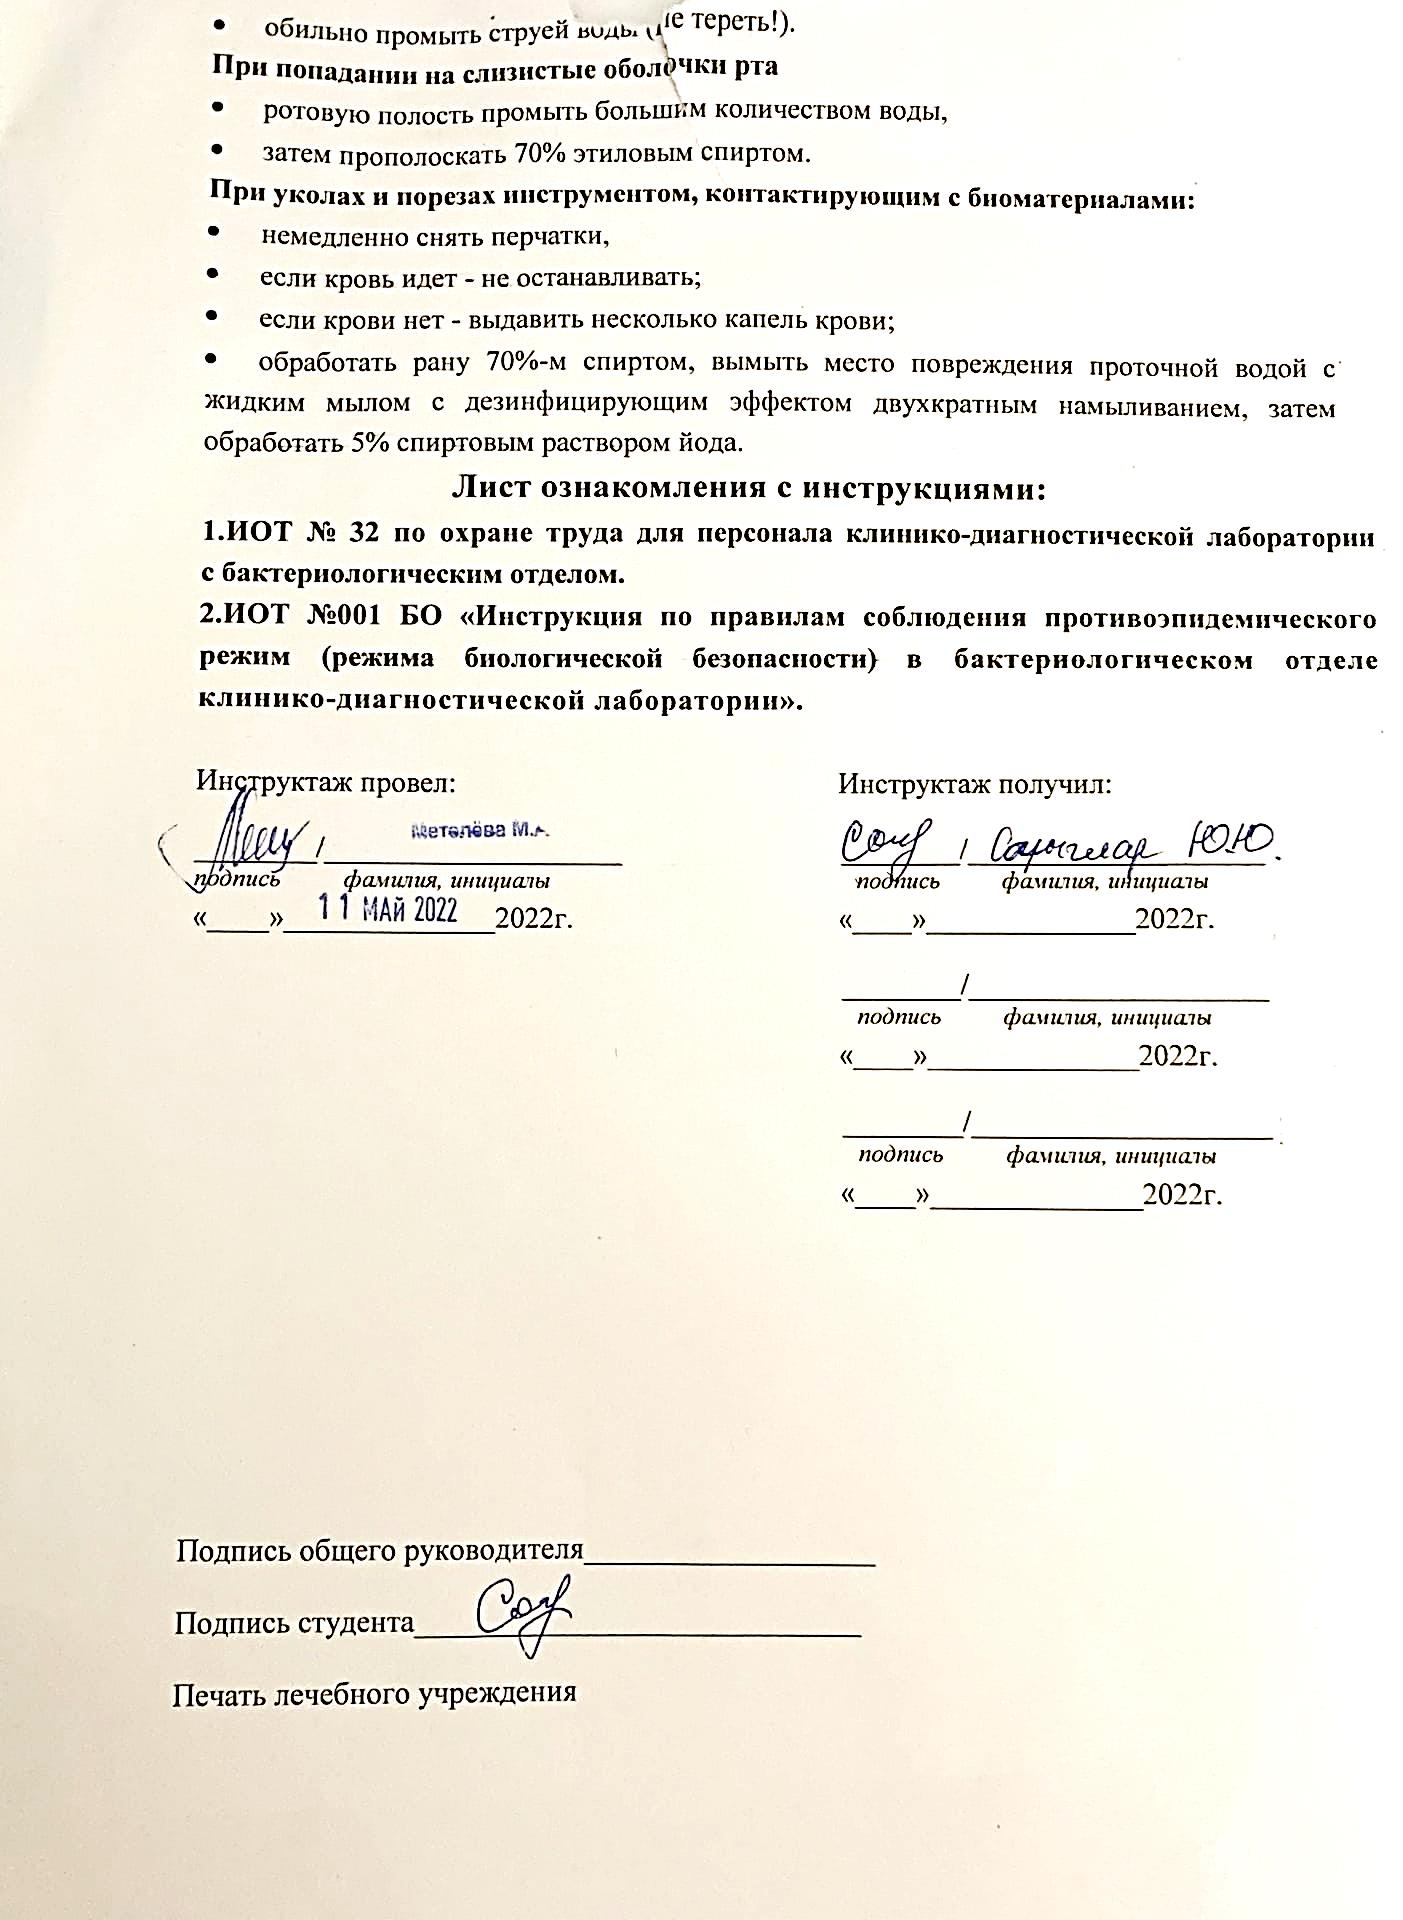 • обильно промыть струей воды (не тереть!).
При попадании на слизистые оболочки рта
• ротовую полость промыть большим количеством воды,
• затем прополоскать 70% этиловым спиртом.
При уколах и порезах инструментом, контактирующим с биоматериалами:
• немедленно снять перчатки,
• если кровь идет - не останавливать;
• если крови нет - выдавить несколько капель крови;
• обработать рану 70%-м спиртом, вымыть место повреждения проточной водой с
жидким мылом с дезинфицирующим эффектом двухкратным намыливанием, затем
обработать 5% спиртовым раствором йода.
Лист ознакомления с инструкциями:
1.ИОТ № 32 по охране труда для персонала клинико-диагностической лаборатории
с бактериологическим отделом.
2.ИОТ №001 БО «Инструкция по правилам соблюдения противоэпидемического
режим (режима биологической безопасности) в бактериологическом отделе
клинико-диагностической лаборатории».
Инструктаж провел:
/ Метелёва М.А.
подпись фамилия, инициалы
«____» 11 МАЙ 2022 2022г.
Инструктаж получил:
/ Сарыглар Ю.Ю.
подпись фамилия, инициалы
«____»______________2022г.
________/____________________
подпись фамилия, инициалы
«____»______________2022г.
________/____________________
подпись фамилия, инициалы
«____»______________2022г.
Подпись общего руководителя____________________
Подпись студента
Печать лечебного учреждения